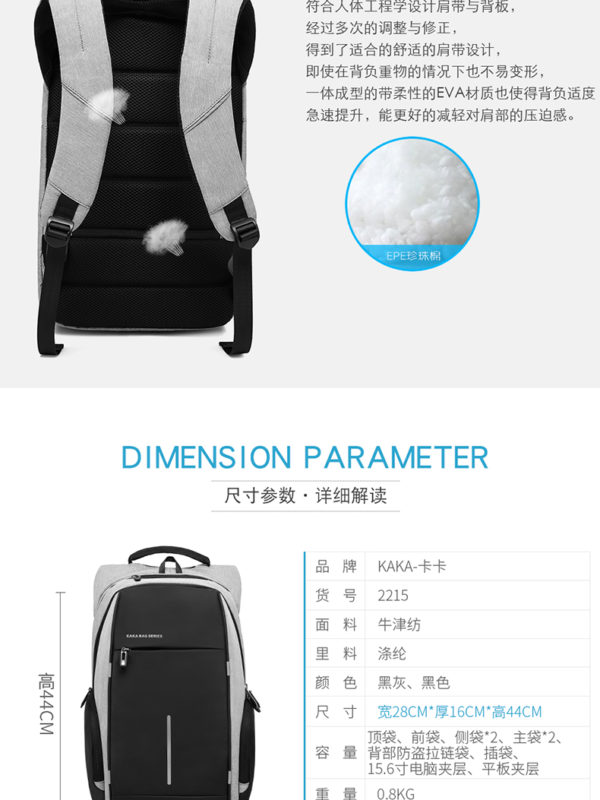 符合人体工程学设计肩带与背板，
经过多次的调整与修正，
得到了适合的舒适的肩带设计，
即使在背负重物的情况下也不易变形，
一体成型的带柔性的EVA材质也使得背负适度
急速提升，能更好的减轻对肩部的压迫感。
EPE珍珠棉
DIMENSION PARAMETER
尺寸参数·详细解读
KAKA BAG SERIES
高44CM
品 牌 KAKA-卡卡
货 号 2215
面 料 牛津纺
里 料 涤纶
颜 色 黑灰、黑色
尺 寸 宽28CM*厚16CM*高44CM
容 量 顶袋、前袋、侧袋*2、主袋*2、
背部防盗拉链袋、插袋、
15.6寸电脑夹层、平板夹层
重 量 0.8KG